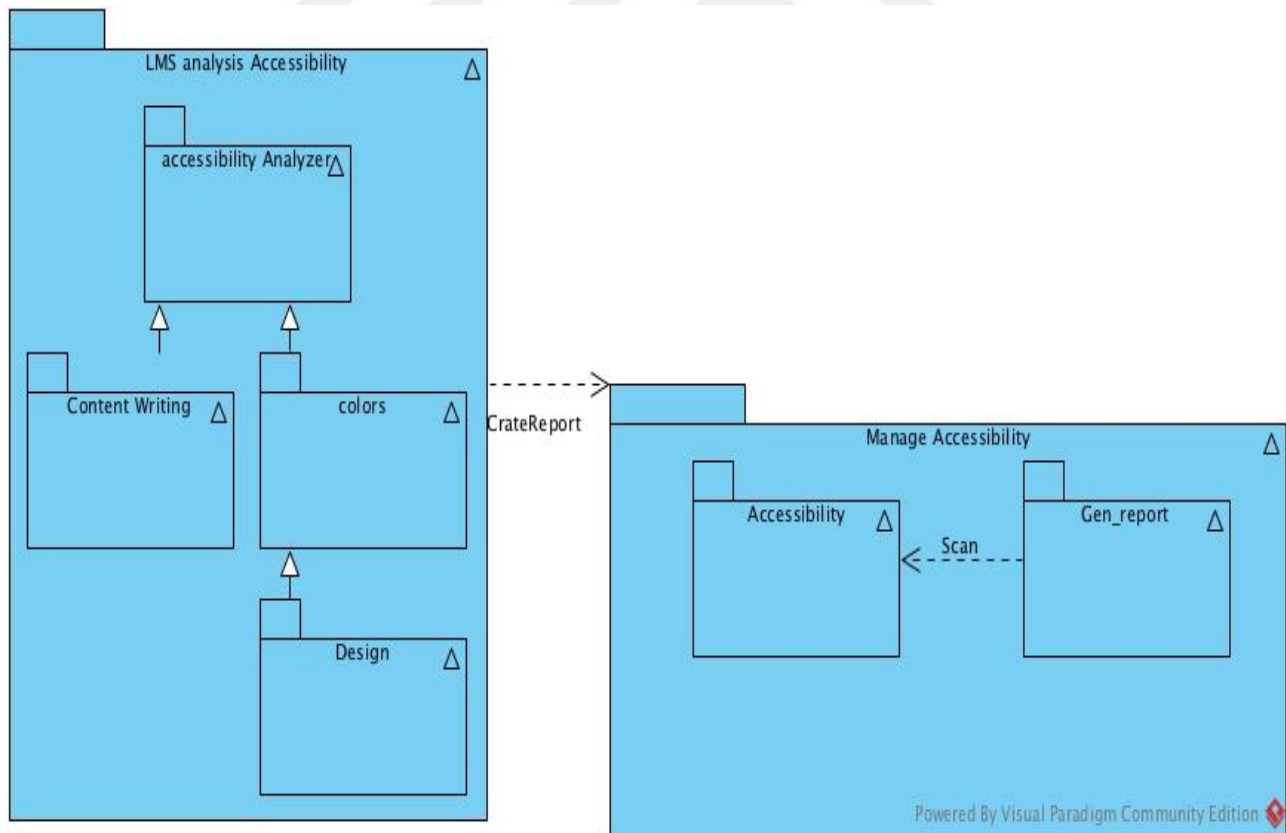 LMS analysis Accessibility
accessibility Analyzer
Content Writing
colors
Design
CrateReport
Manage Accessibility
Accessibility
Gen_report
Scan
Powered By Visual Paradigm Community Edition